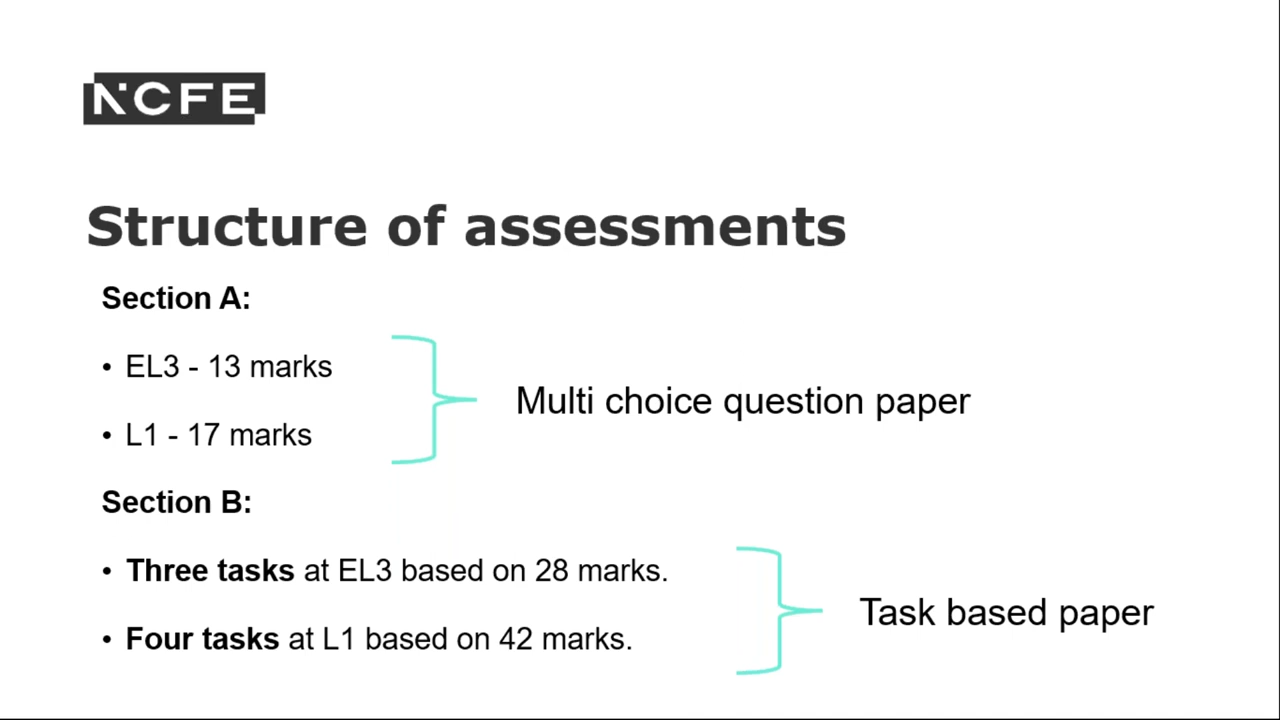 NCFE
Structure of assessments
Section A:
• EL3 - 13 marks
• L1 - 17 marks
Multi choice question paper
Section B:
• Three tasks at EL3 based on 28 marks.
• Four tasks at L1 based on 42 marks.
Task based paper